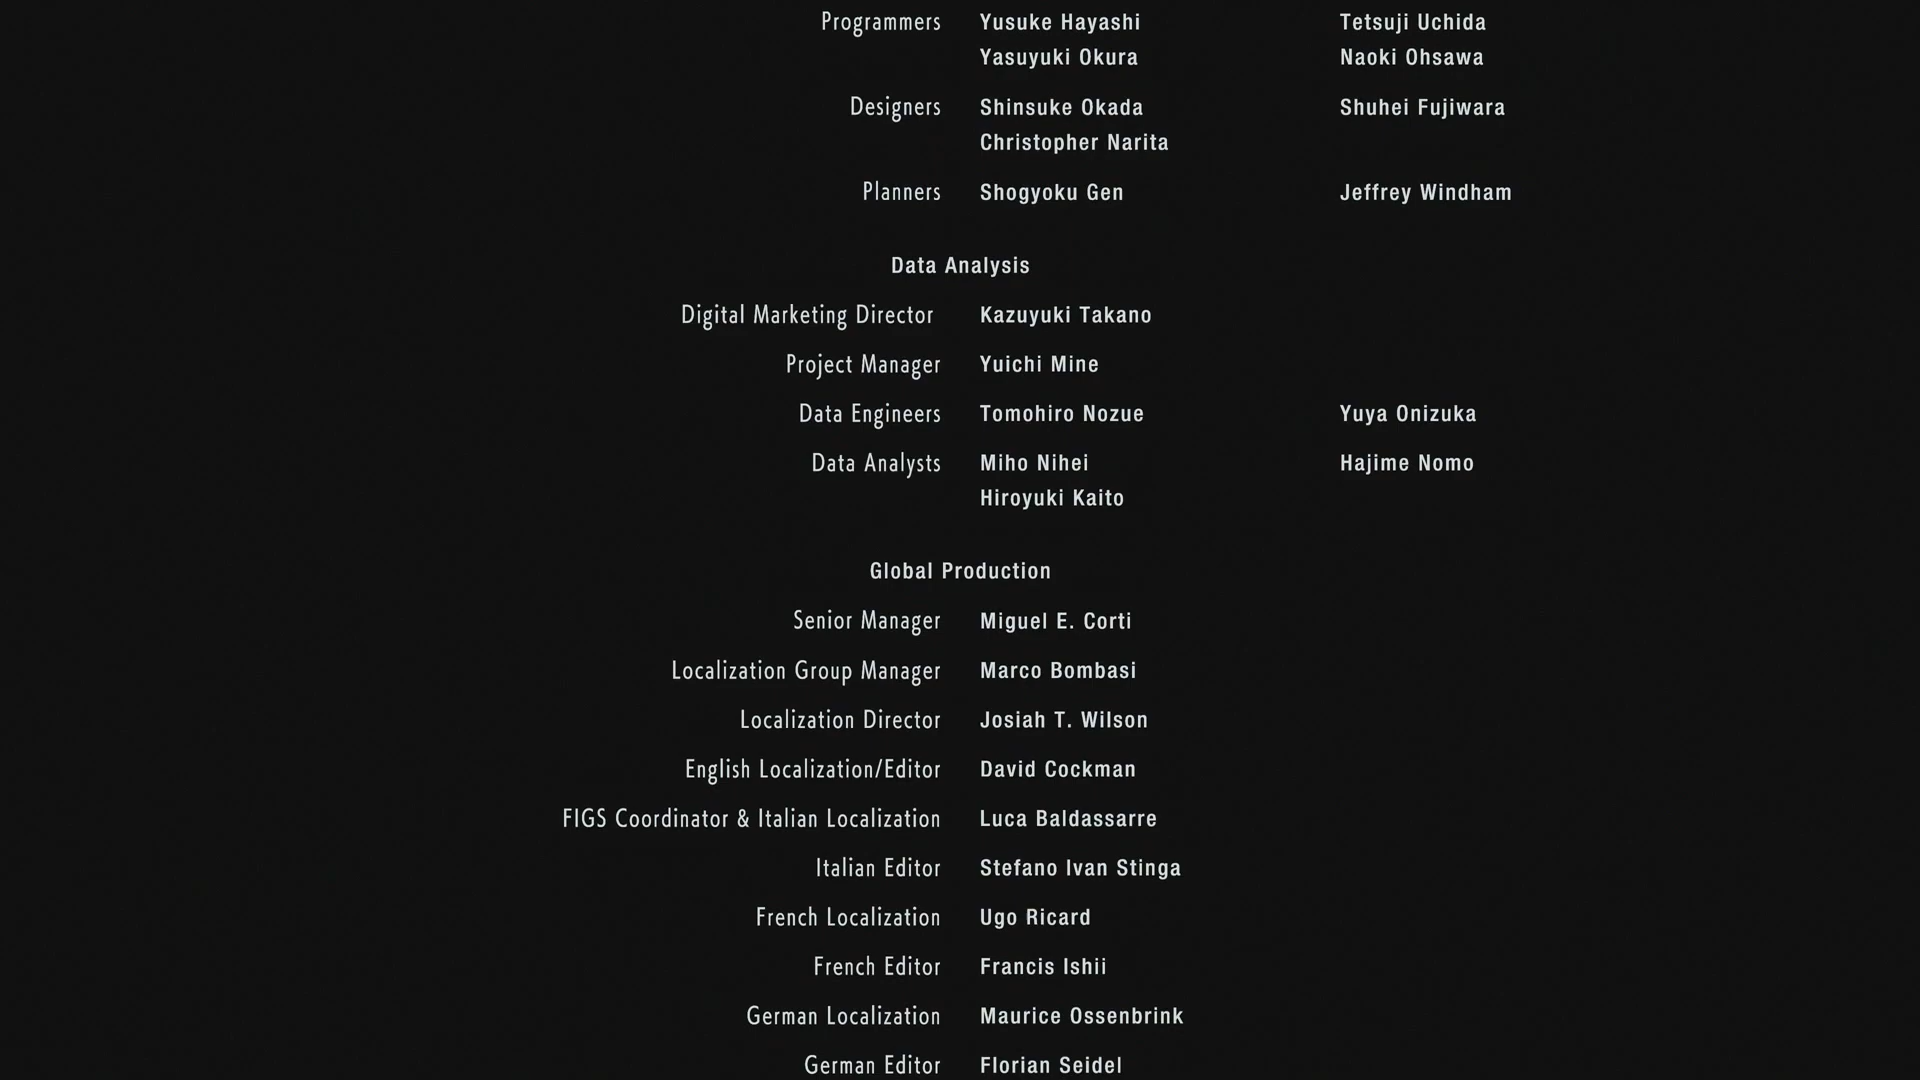 Programmers Yusuke Hayashi Tetsuji Uchida
Yasuyuki Okura Naoki Ohsawa
Designers Shinsuke Okada Shuhei Fujiwara
Christopher Narita
Planners Shogyoku Gen Jeffrey Windham
Data Analysis
Digital Marketing Director Kazuyuki Takano
Project Manager Yuichi Mine
Data Engineers Tomohiro Nozue Yuya Onizuka
Data Analysts Miho Nihei Hajime Nomo
Hiroyuki Kaito
Global Production
Senior Manager Miguel E. Corti
Localization Group Manager Marco Bombasi
Localization Director Josiah T. Wilson
English Localization/Editor David Cockman
FIGS Coordinator & Italian Localization Luca Baldassarre
Italian Editor Stefano Ivan Stinga
French Localization Ugo Ricard
French Editor Francis Ishii
German Localization Maurice Ossenbrink
German Editor Florian Seidel